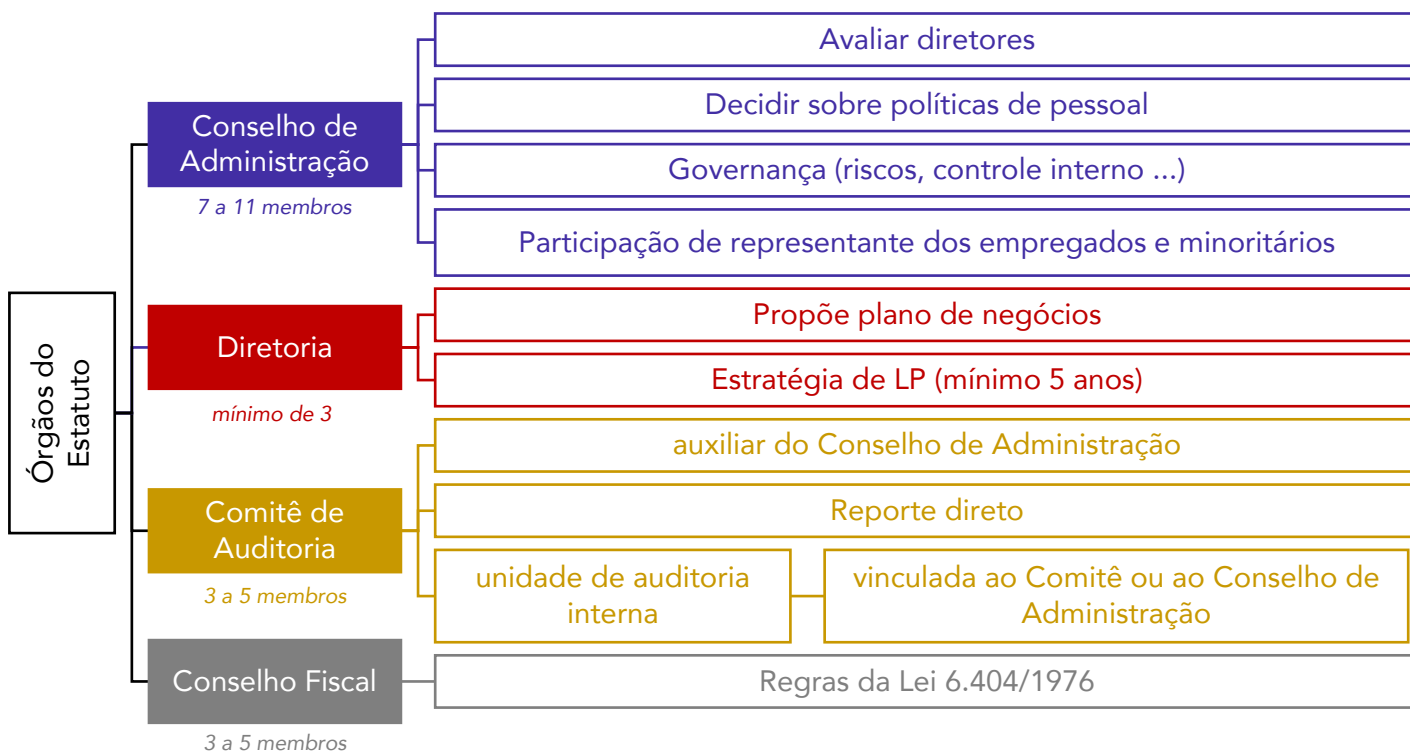 Órgãos do
Estatuto
Conselho de
Administração
7 a 11 membros
Avaliar diretores
Decidir sobre políticas de pessoal
Governança (riscos, controle interno ...)
Participação de representante dos empregados e minoritários
Diretoria
mínimo de 3
Propõe plano de negócios
Estratégia de LP (mínimo 5 anos)
Comitê de
Auditoria
3 a 5 membros
auxiliar do Conselho de Administração
Reporte direto
unidade de auditoria
interna
vinculada ao Comitê ou ao Conselho de
Administração
Conselho Fiscal
3 a 5 membros
Regras da Lei 6.404/1976